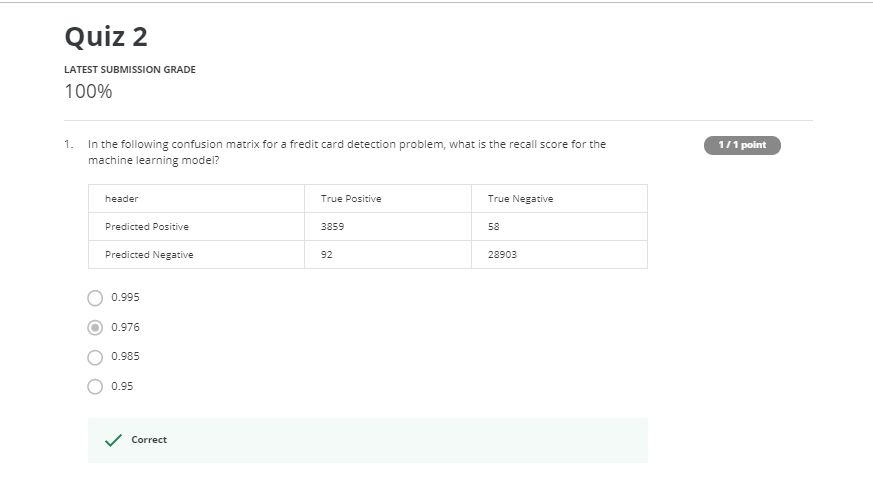 Quiz 2
LATEST SUBMISSION GRADE
100%
1. In the following confusion matrix for a fredit card detection problem, what is the recall score for the
machine learning model?
1 / 1 point
header True Positive True Negative
Predicted Positive 3859 58
Predicted Negative 92 28903
0.995
0.976
0.985
0.95
Correct